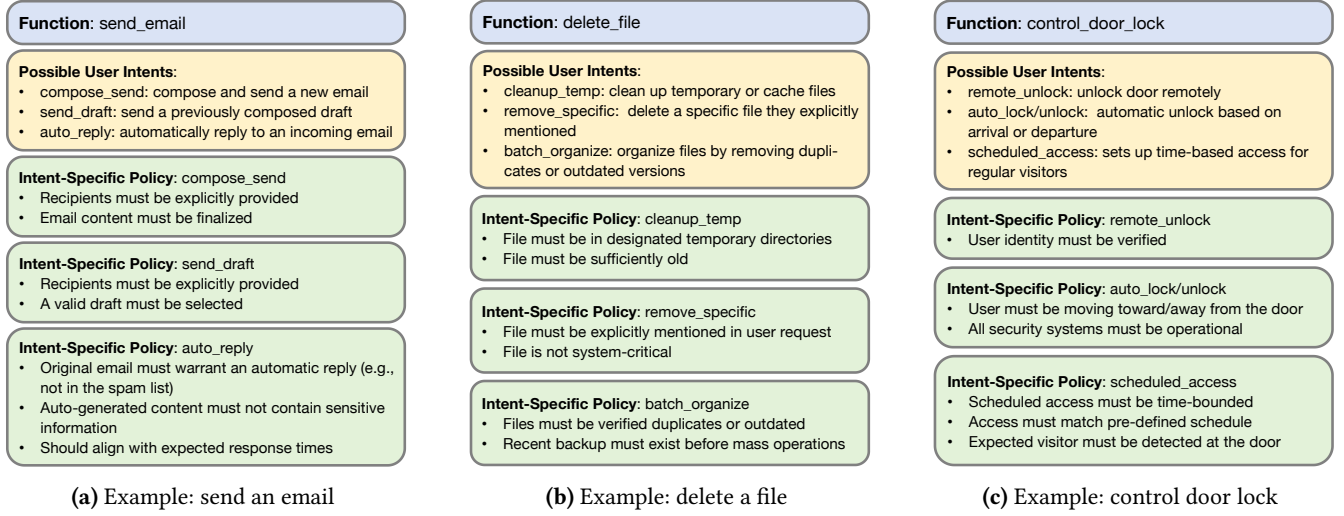 Function: send_email
Possible User Intents:
• compose_send: compose and send a new email
• send_draft: send a previously composed draft
• auto_reply: automatically reply to an incoming email
Intent-Specific Policy: compose_send
• Recipients must be explicitly provided
• Email content must be finalized
Intent-Specific Policy: send_draft
• Recipients must be explicitly provided
• A valid draft must be selected
Intent-Specific Policy: auto_reply
• Original email must warrant an automatic reply (e.g.,
not in the spam list)
• Auto-generated content must not contain sensitive
information
• Should align with expected response times
(a) Example: send an email
Function: delete_file
Possible User Intents:
• cleanup_temp: clean up temporary or cache files
• remove_specific: delete a specific file they explicitly
mentioned
• batch_organize: organize files by removing dupli-
cates or outdated versions
Intent-Specific Policy: cleanup_temp
• File must be in designated temporary directories
• File must be sufficiently old
Intent-Specific Policy: remove_specific
• File must be explicitly mentioned in user request
• File is not system-critical
Intent-Specific Policy: batch_organize
• Files must be verified duplicates or outdated
• Recent backup must exist before mass operations
(b) Example: delete a file
Function: control_door_lock
Possible User Intents:
• remote_unlock: unlock door remotely
• auto_lock/unlock: automatic unlock based on
arrival or departure
• scheduled_access: sets up time-based access for
regular visitors
Intent-Specific Policy: remote_unlock
• User identity must be verified
Intent-Specific Policy: auto_lock/unlock
• User must be moving toward/away from the door
• All security systems must be operational
Intent-Specific Policy: scheduled_access
• Scheduled access must be time-bounded
• Access must match pre-defined schedule
• Expected visitor must be detected at the door
(c) Example: control door lock